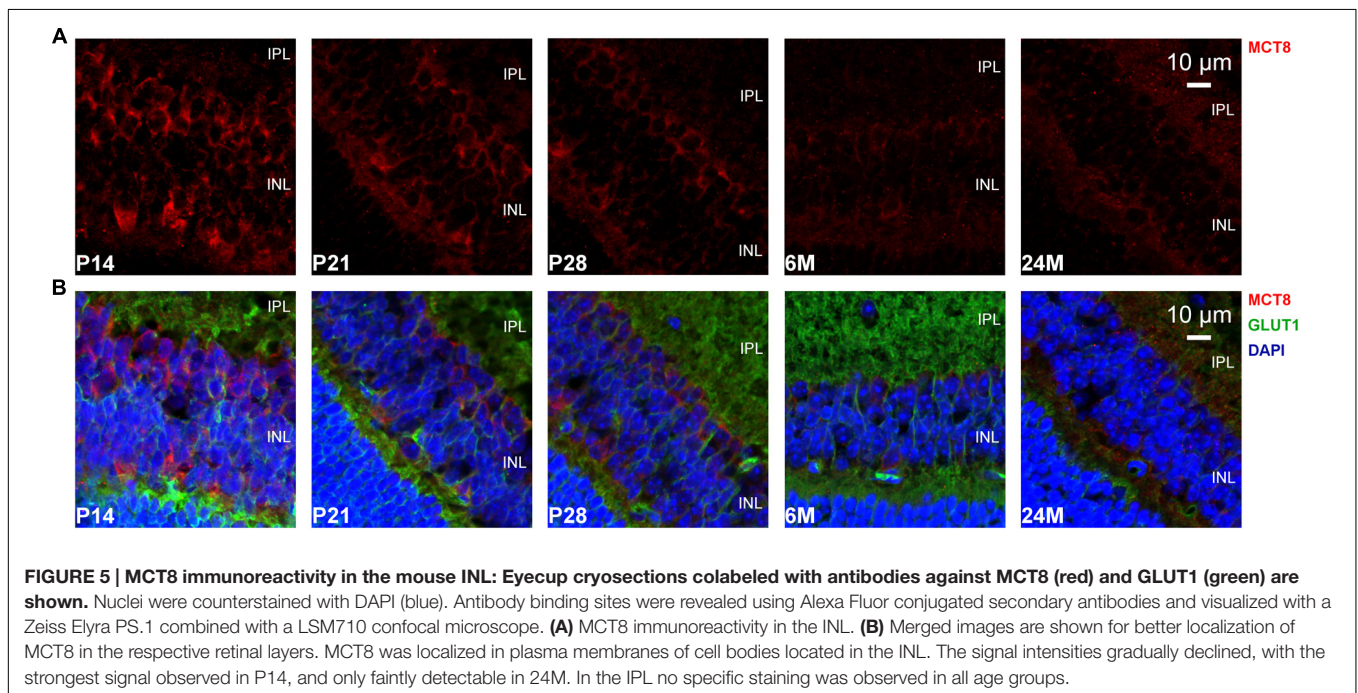 A
IPL
INL
P14
IPL
INL
P21
IPL
INL
P28
IPL
INL
6M
10 µm
IPL
INL
24M
MCT8
B
IPL
INL
P14
IPL
INL
P21
IPL
INL
P28
IPL
INL
6M
10 µm
IPL
INL
24M
MCT8
GLUT1
DAPI
FIGURE 5 | MCT8 immunoreactivity in the mouse INL: Eyecup cryosections colabeled with antibodies against MCT8 (red) and GLUT1 (green) are
shown. Nuclei were counterstained with DAPI (blue). Antibody binding sites were revealed using Alexa Fluor conjugated secondary antibodies and visualized with a
Zeiss Elyra PS.1 combined with a LSM710 confocal microscope. (A) MCT8 immunoreactivity in the INL. (B) Merged images are shown for better localization of
MCT8 in the respective retinal layers. MCT8 was localized in plasma membranes of cell bodies located in the INL. The signal intensities gradually declined, with the
strongest signal observed in P14, and only faintly detectable in 24M. In the IPL no specific staining was observed in all age groups.